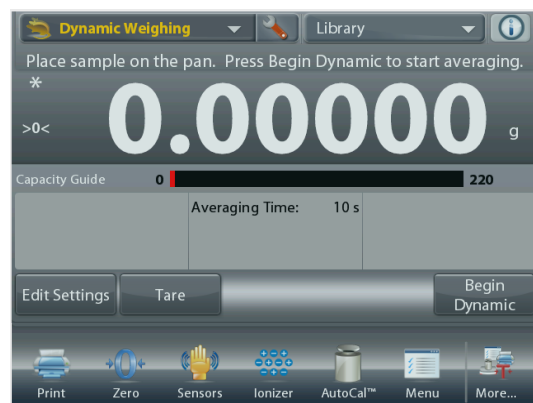 Dynamic Weighing
Library
Place sample on the pan. Press Begin Dynamic to start averaging.
*
>0<
0.00000 g
Capacity Guide 0 220
Averaging Time: 10 s
Edit Settings
Tare
Begin
Dynamic
Print
Zero
Sensors
Ionizer
AutoCal™
Menu
More...